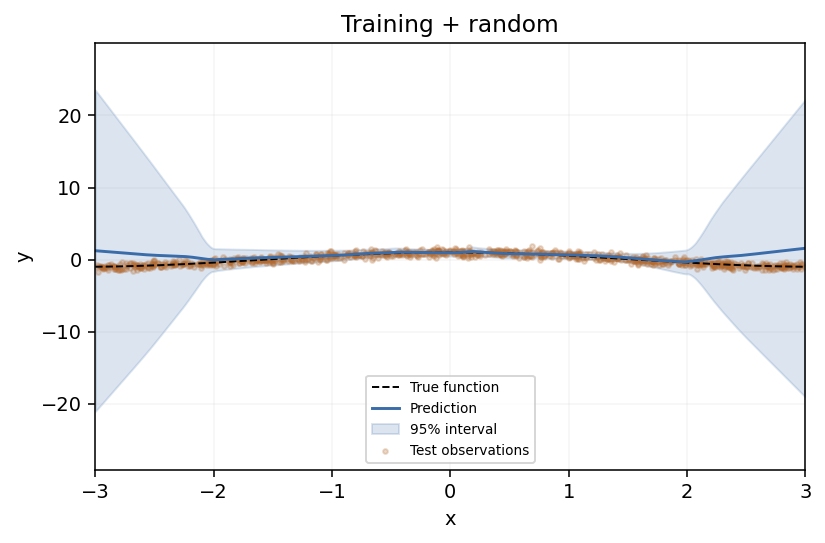 Training + random
y
20
10
0
−10
−20
True function
Prediction
95% interval
Test observations
−3 −2 −1 0 1 2 3
x